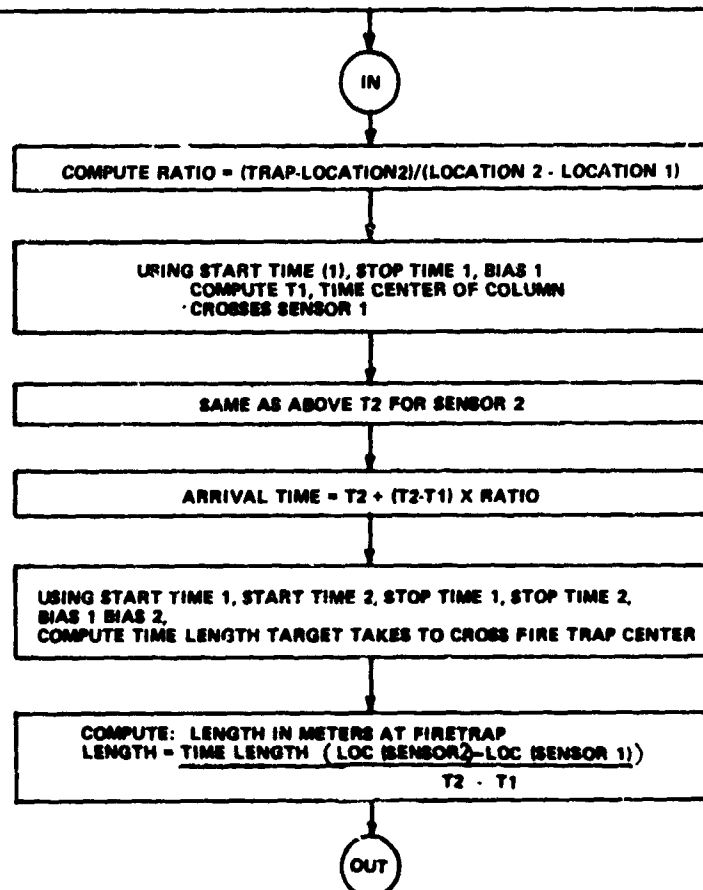 IN
COMPUTE RATIO = (TRAP-LOCATION2)/(LOCATION 2 - LOCATION 1)
USING START TIME (1), STOP TIME 1, BIAS 1
COMPUTE T1, TIME CENTER OF COLUMN
CROSSES SENSOR 1
SAME AS ABOVE T2 FOR SENSOR 2
ARRIVAL TIME = T2 + (T2-T1) X RATIO
USING START TIME 1, START TIME 2, STOP TIME 1, STOP TIME 2,
BIAS 1 BIAS 2,
COMPUTE TIME LENGTH TARGET TAKES TO CROSS FIRE TRAP CENTER
COMPUTE: LENGTH IN METERS AT FIRETRAP
LENGTH = TIME LENGTH (LOC (SENSOR2)-LOC (SENSOR 1))
T2 - T1
OUT